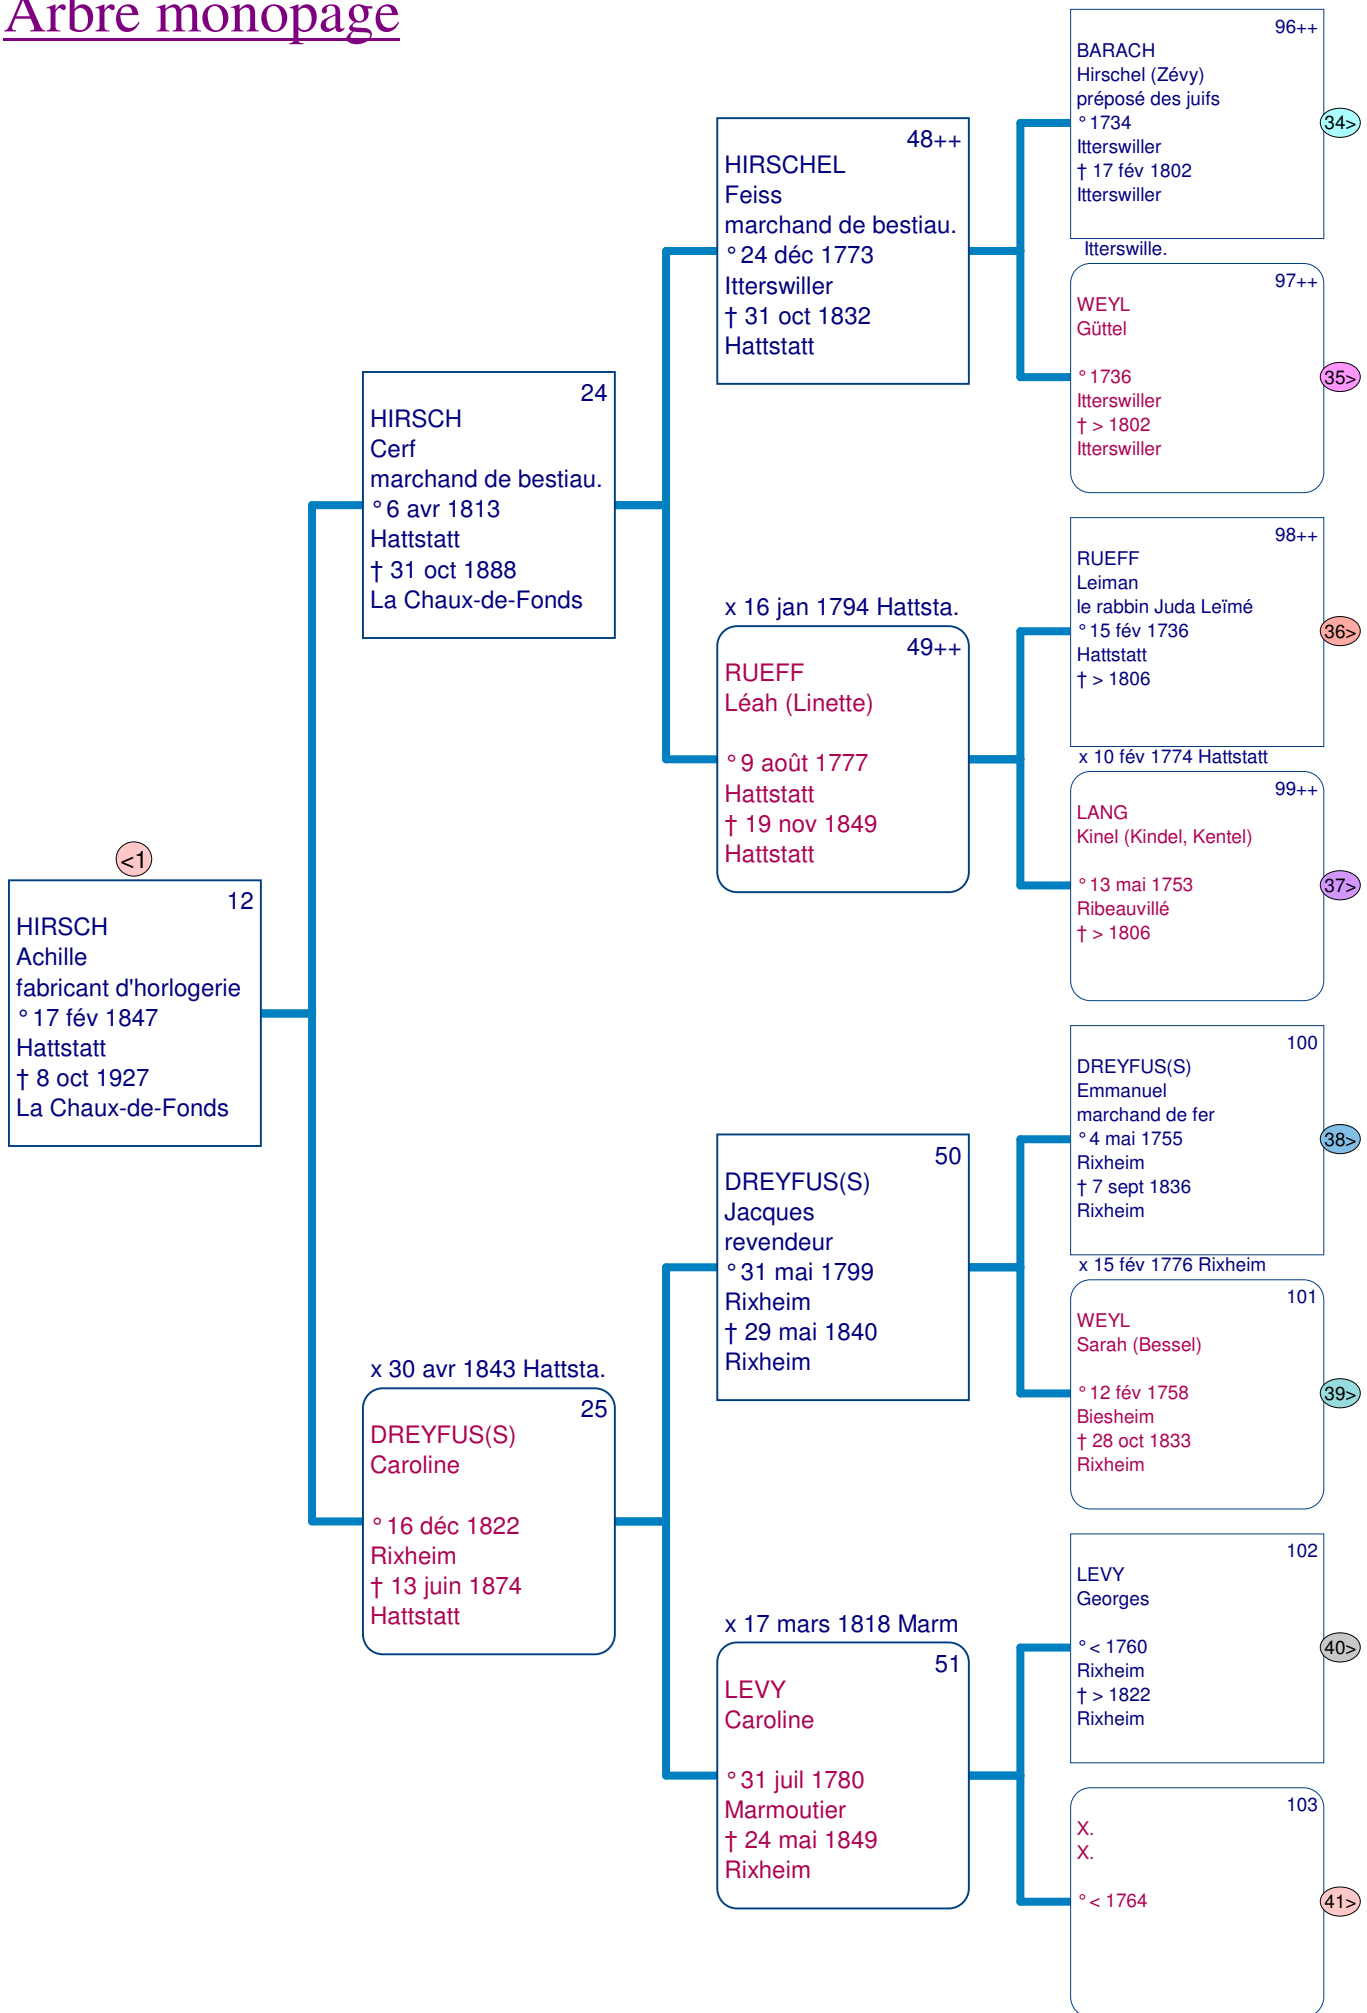 Arbre monopage
<1
12
HIRSCH
Achille
fabricant d'horlogerie
° 17 fév 1847
Hattstatt
† 8 oct 1927
La Chaux-de-Fonds
24
HIRSCH
Cerf
marchand de bestiau.
° 6 avr 1813
Hattstatt
† 31 oct 1888
La Chaux-de-Fonds
x 30 avr 1843 Hattsta.
25
DREYFUS(S)
Caroline
° 16 déc 1822
Rixheim
† 13 juin 1874
Hattstatt
48++
HIRSCHEL
Feiss
marchand de bestiau.
° 24 déc 1773
Itterswiller
† 31 oct 1832
Hattstatt
x 16 jan 1794 Hattsta.
49++
RUEFF
Léah (Linette)
° 9 août 1777
Hattstatt
† 19 nov 1849
Hattstatt
50
DREYFUS(S)
Jacques
revendeur
° 31 mai 1799
Rixheim
† 29 mai 1840
Rixheim
x 17 mars 1818 Marm
51
LEVY
Caroline
° 31 juil 1780
Marmoutier
† 24 mai 1849
Rixheim
96++
BARACH
Hirschel (Zévy)
préposé des juifs
° 1734
Itterswiller
† 17 fév 1802
Itterswiller
34>
Itterswille.
97++
WEYL
Güttel
° 1736
Itterswiller
† > 1802
Itterswiller
35>
98++
RUEFF
Leiman
le rabbin Juda Leïmé
° 15 fév 1736
Hattstatt
† > 1806
36>
x 10 fév 1774 Hattstatt
99++
LANG
Kinel (Kindel, Kentel)
° 13 mai 1753
Ribeauvillé
† > 1806
37>
100
DREYFUS(S)
Emmanuel
marchand de fer
° 4 mai 1755
Rixheim
† 7 sept 1836
Rixheim
38>
x 15 fév 1776 Rixheim
101
WEYL
Sarah (Bessel)
° 12 fév 1758
Biesheim
† 28 oct 1833
Rixheim
39>
102
LEVY
Georges
° < 1760
Rixheim
† > 1822
Rixheim
40>
103
X.
X.
° < 1764
41>